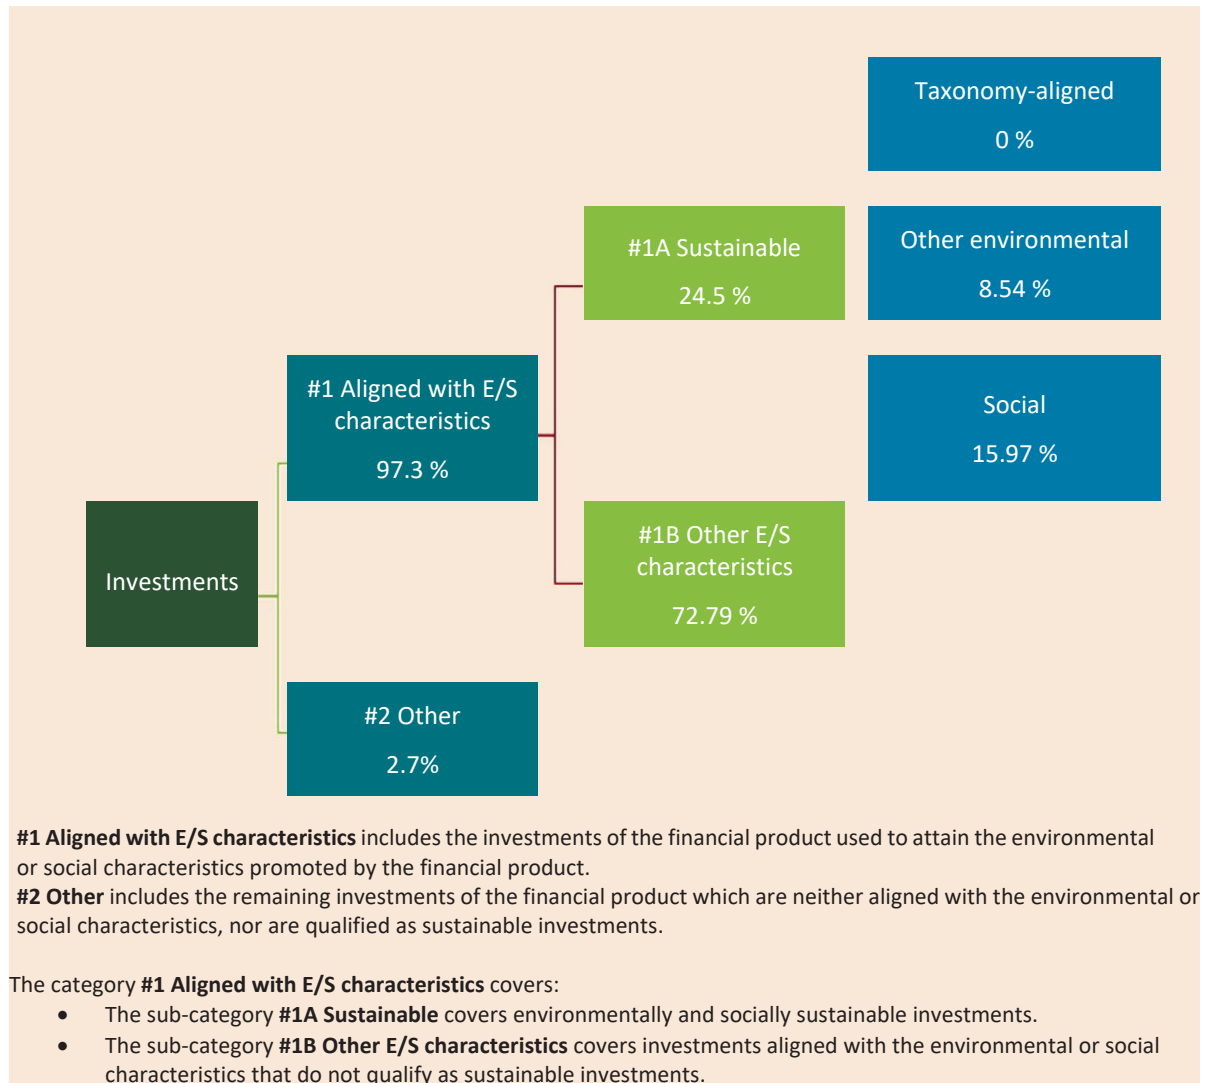 Taxonomy-aligned
0 %
#1A Sustainable
24.5 %
Other environmental
8.54 %
#1 Aligned with E/S
characteristics
97.3 %
Social
15.97 %
Investments
#1B Other E/S
characteristics
72.79 %
#2 Other
2.7%
#1 Aligned with E/S characteristics includes the investments of the financial product used to attain the environmental
or social characteristics promoted by the financial product.
#2 Other includes the remaining investments of the financial product which are neither aligned with the environmental or
social characteristics, nor are qualified as sustainable investments.
The category #1 Aligned with E/S characteristics covers:
• The sub-category #1A Sustainable covers environmentally and socially sustainable investments.
• The sub-category #1B Other E/S characteristics covers investments aligned with the environmental or social
characteristics that do not qualify as sustainable investments.